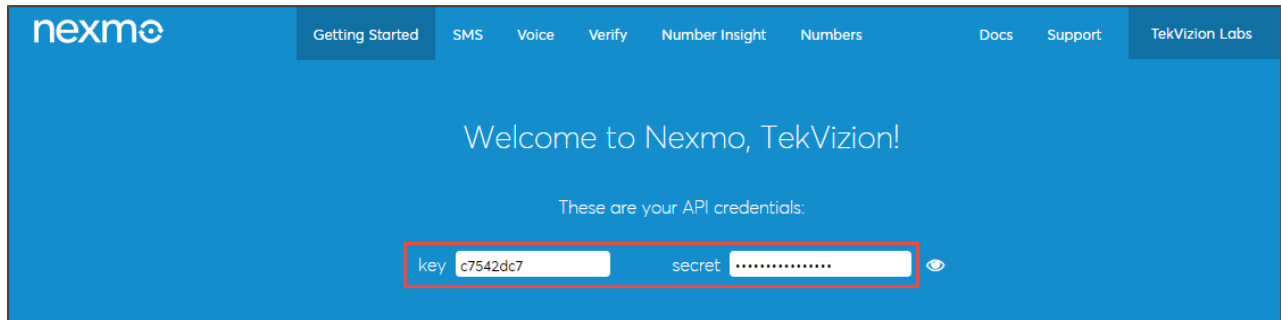 nexmo Getting Started SMS Voice Verify Number Insight Numbers Docs Support TekVizion Labs
Welcome to Nexmo, TekVizion!
These are your API credentials:
key c7542dc7 secret ••••••••••••••••